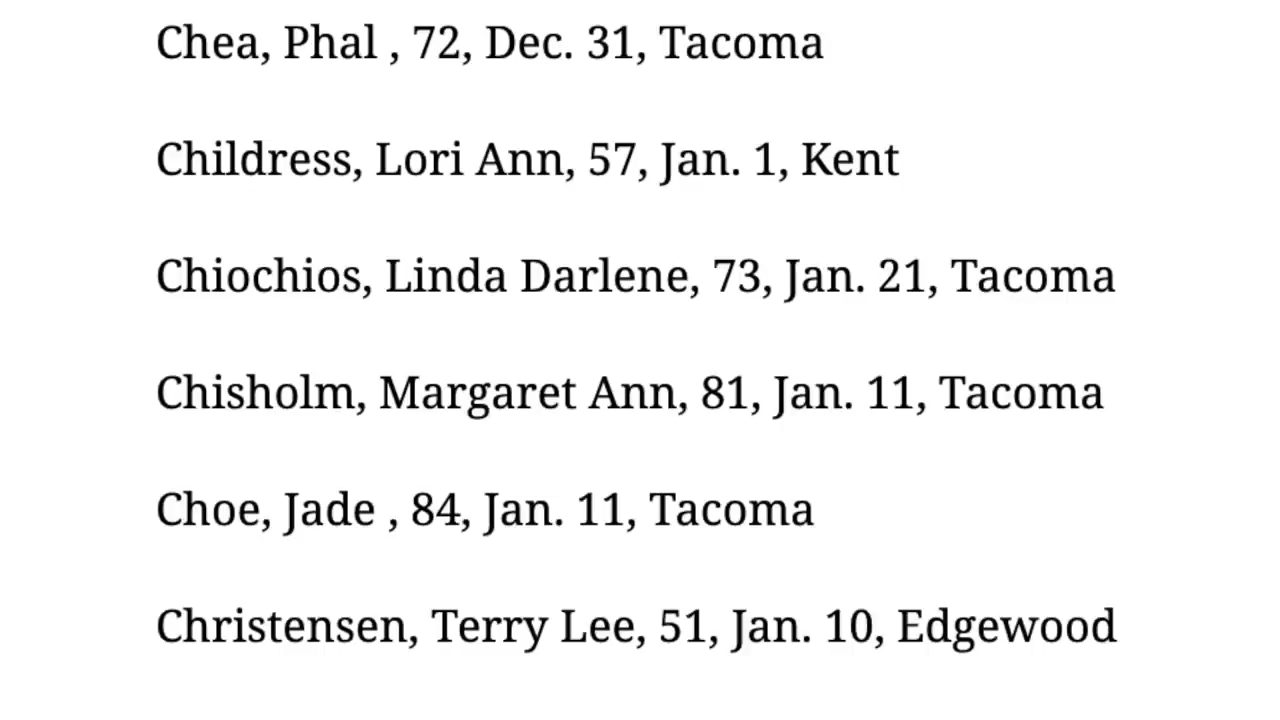 Chea, Phal , 72, Dec. 31, Tacoma
Childress, Lori Ann, 57, Jan. 1, Kent
Chiochios, Linda Darlene, 73, Jan. 21, Tacoma
Chisholm, Margaret Ann, 81, Jan. 11, Tacoma
Choe, Jade , 84, Jan. 11, Tacoma
Christensen, Terry Lee, 51, Jan. 10, Edgewood